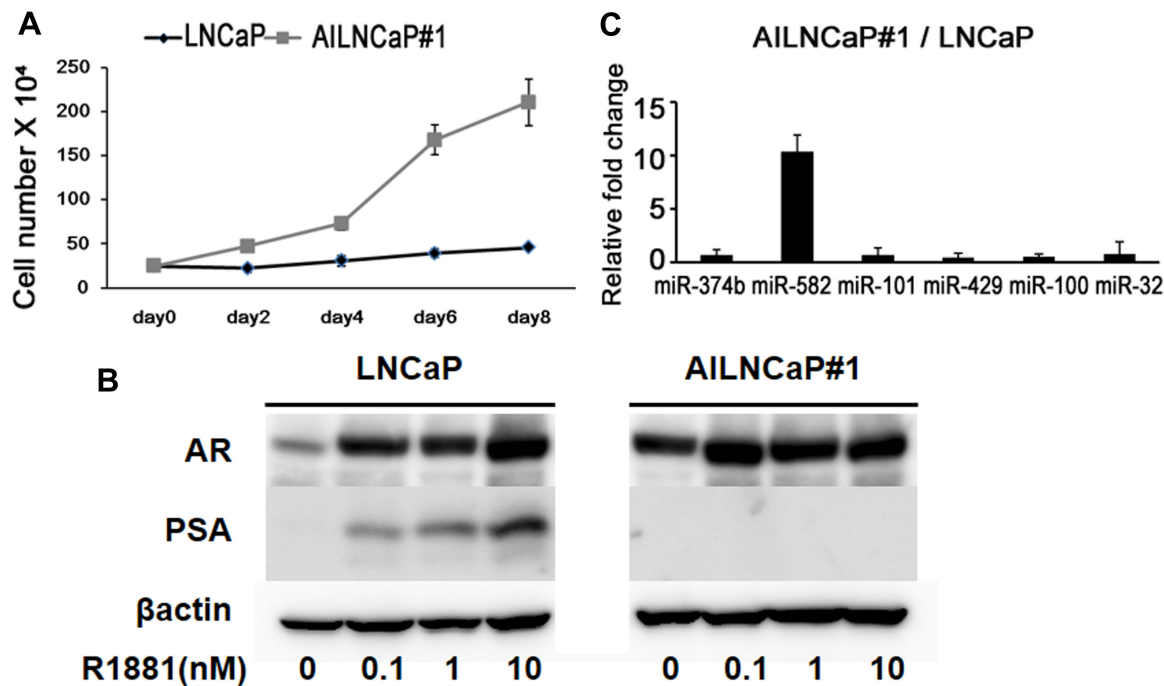 A
LNCaP AILNCaP#1
Cell number X 10⁴
250
200
150
100
50
0
day0 day2 day4 day6 day8
C
AILNCaP#1 / LNCaP
Relative fold change
15
10
5
0
miR-374b miR-582 miR-101 miR-429 miR-100 miR-32
B
LNCaP AILNCaP#1
AR
PSA
βactin
R1881(nM) 0 0.1 1 10 0 0.1 1 10